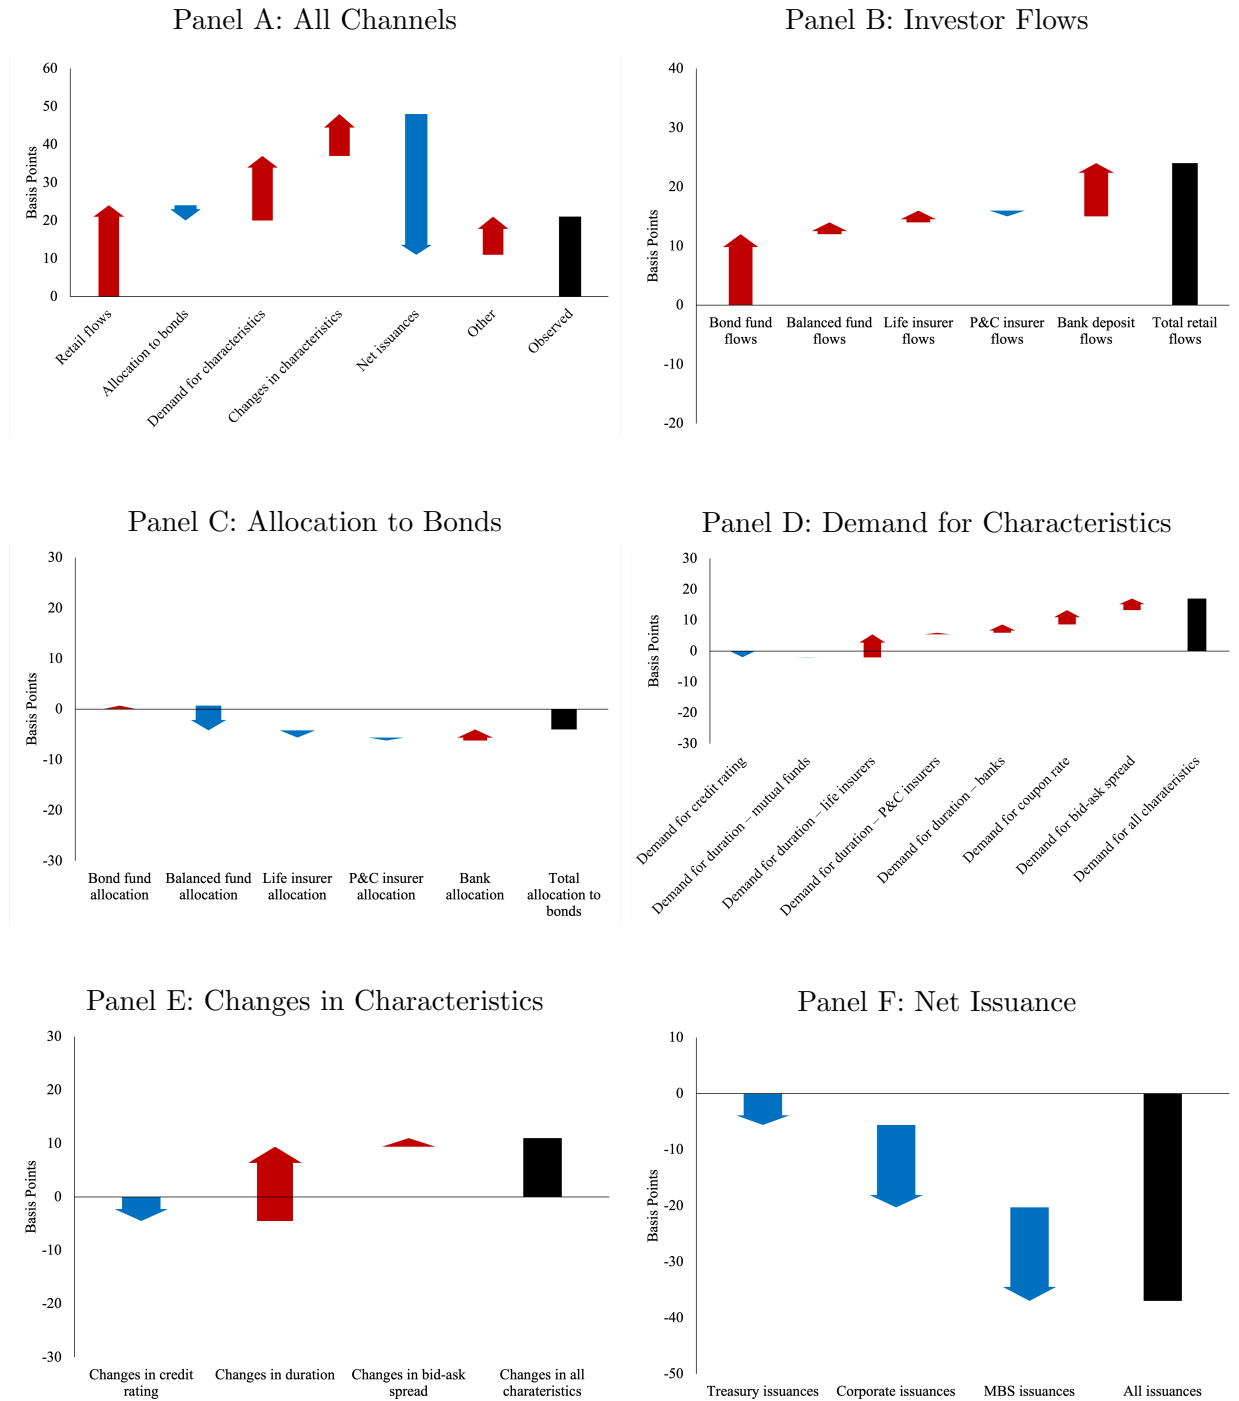 Panel A: All Channels
60
50
40
30
20
10
0
Basis Points
Retail flows
Allocation to bonds
Demand for characteristics
Changes in characteristics
Net issuances
Other
Observed
Panel B: Investor Flows
40
30
20
10
0
-10
-20
Basis Points
Bond fund
flows
Balanced fund
flows
Life insurer
flows
P&C insurer
flows
Bank deposit
flows
Total retail
flows
Panel C: Allocation to Bonds
30
20
10
0
-10
-20
-30
Basis Points
Bond fund
allocation
Balanced fund
allocation
Life insurer
allocation
P&C insurer
allocation
Bank
allocation
Total
allocation to
bonds
Panel D: Demand for Characteristics
30
20
10
0
-10
-20
-30
Basis Points
Demand for credit rating
Demand for duration – mutual funds
Demand for duration – life insurers
Demand for duration – P&C insurers
Demand for duration – banks
Demand for coupon rate
Demand for bid-ask spread
Demand for all charateristics
Panel E: Changes in Characteristics
30
20
10
0
-10
-20
-30
Basis Points
Changes in credit
rating
Changes in duration
Changes in bid-ask
spread
Changes in all
charateristics
Panel F: Net Issuance
10
0
-10
-20
-30
-40
-50
Basis Points
Treasury issuances
Corporate issuances
MBS issuances
All issuances